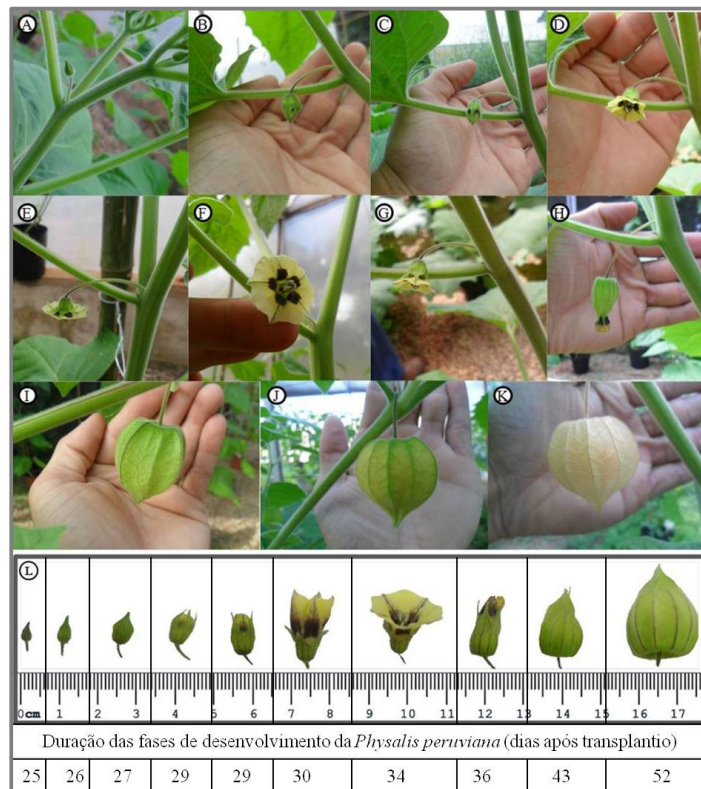 A
B
C
D
E
F
G
H
I
J
K
L
0cm 1 2 3 4 5 6 7 8 9 10 11 12 13 14 15 16 17
Duração das fases de desenvolvimento da Physalis peruviana (dias após transplantio)
25 26 27 29 29 30 34 36 43 52